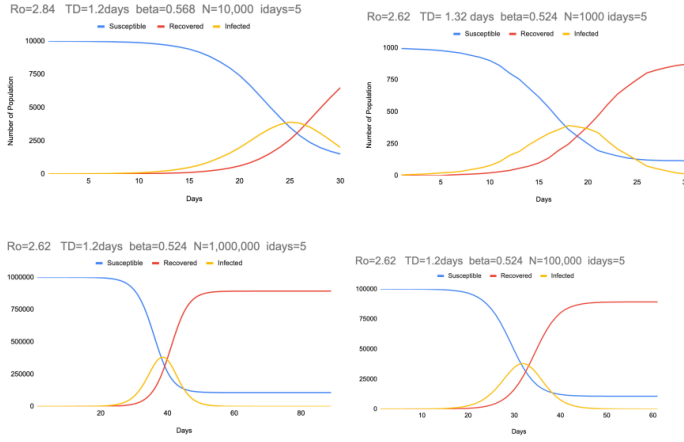 Ro=2.84 TD=1.2days beta=0.568 N=10,000 idays=5
Susceptible Recovered Infected
Number of Population
10000
7500
5000
2500
0
5 10 15 20 25 30
Days
Ro=2.62 TD= 1.32 days beta=0.524 N=1000 idays=5
Susceptible Recovered Infected
Number of Population
1000
750
500
250
0
5 10 15 20 25
Days
Ro=2.62 TD=1.2days beta=0.524 N=1,000,000 idays=5
Susceptible Recovered Infected
1000000
750000
500000
250000
0
20 40 60 80
Days
Ro=2.62 TD=1.2days beta=0.524 N=100,000 idays=5
Susceptible Recovered Infected
100000
75000
50000
25000
0
10 20 30 40 50 60
Days